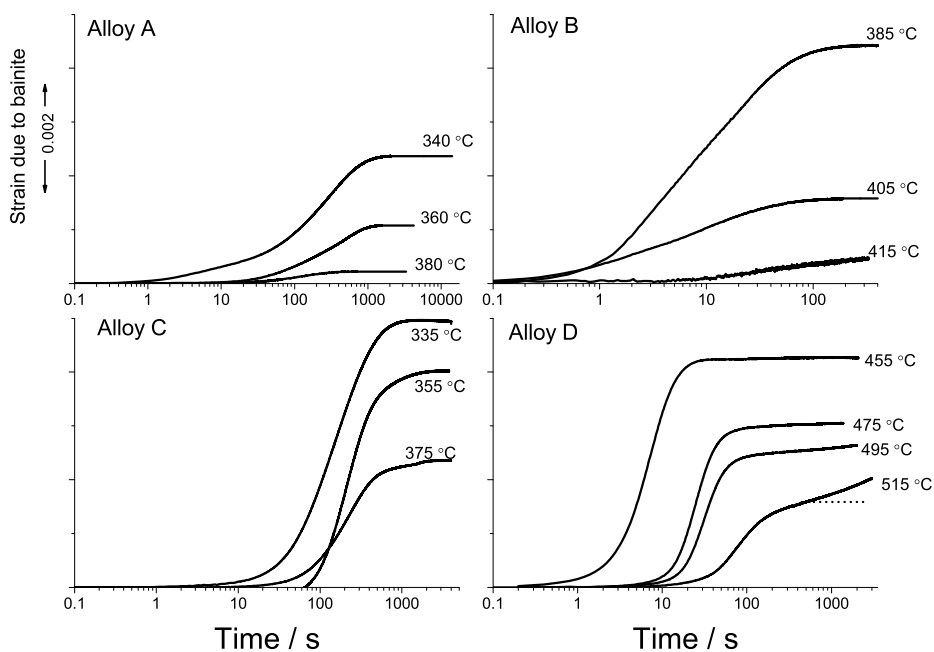 Alloy A
Strain due to bainite
0.002
340 °C
360 °C
380 °C
0.1 1 10 100 1000 10000
Alloy B
385 °C
405 °C
415 °C
0.1 1 10 100
Alloy C
335 °C
355 °C
375 °C
0.1 1 10 100 1000
Time / s
Alloy D
455 °C
475 °C
495 °C
515 °C
0.1 1 10 100 1000
Time / s